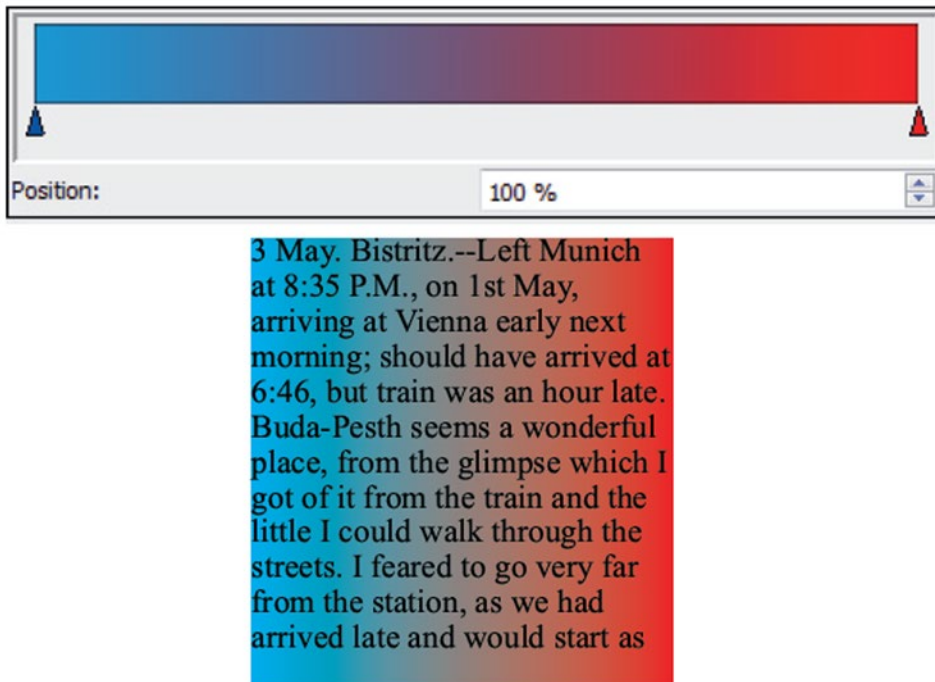 Position:
100 %
3 May. Bistritz.--Left Munich
at 8:35 P.M., on 1st May,
arriving at Vienna early next
morning; should have arrived at
6:46, but train was an hour late.
Buda-Pesth seems a wonderful
place, from the glimpse which I
got of it from the train and the
little I could walk through the
streets. I feared to go very far
from the station, as we had
arrived late and would start as